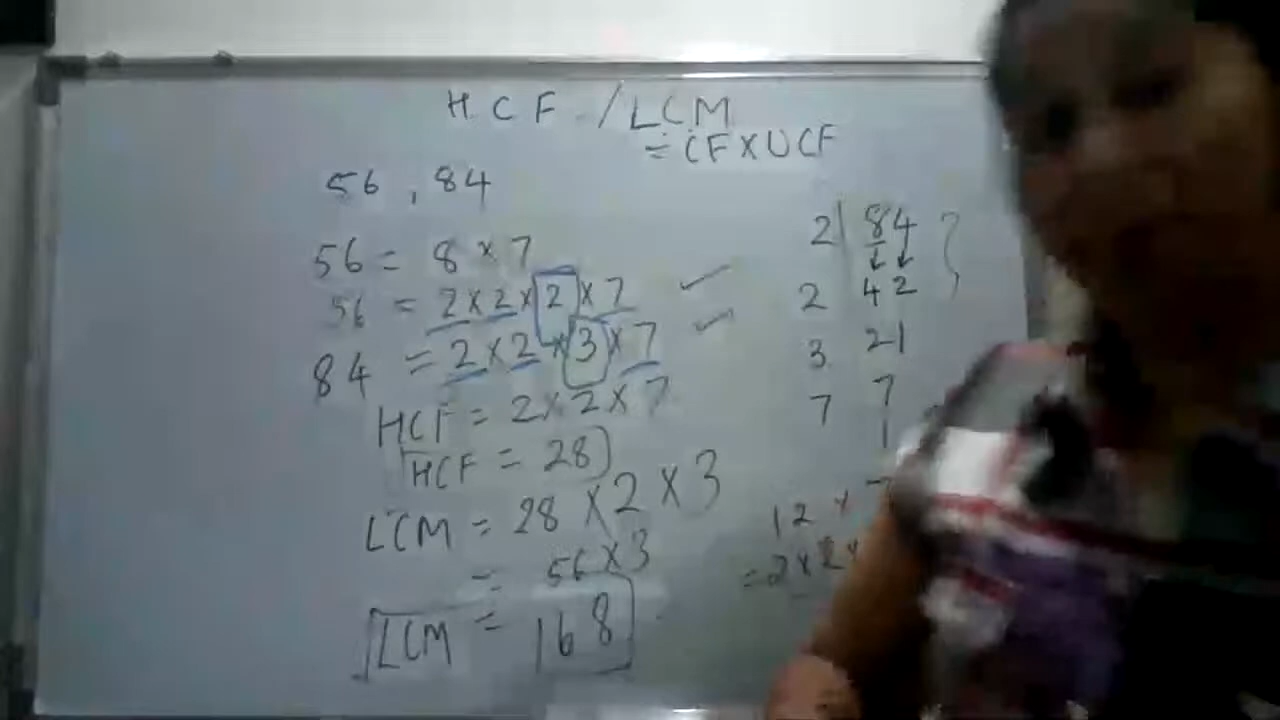 HCF / LCM
= CF X UCF
56 , 84
56 = 8 × 7
56 = 2 × 2 × 2 × 7
84 = 2 × 2 × 3 × 7
HCF = 2 × 2 × 7
HCF = 28
LCM = 28 × 2 × 3
= 56 × 3
LCM = 168
2 84
2 42
3 21
7 7
1
12 ×
= 2 × 2 ×